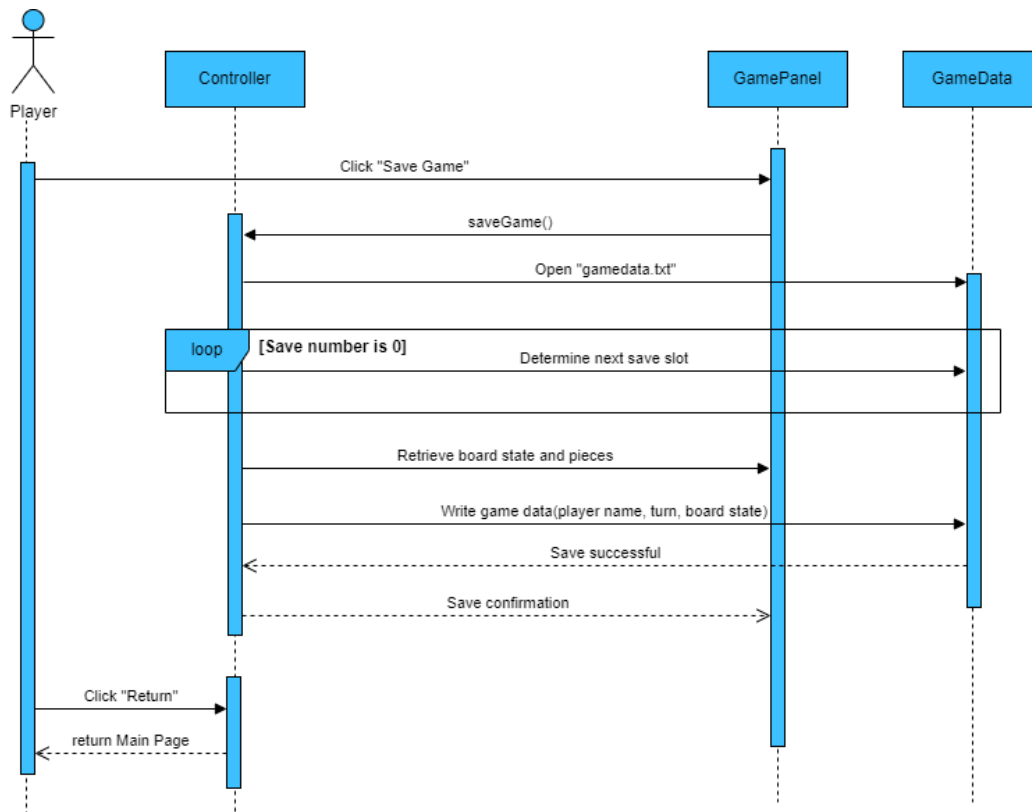 Player
Controller
GamePanel
GameData
Click "Save Game"
saveGame()
Open "gamedata.txt"
loop
[Save number is 0]
Determine next save slot
Retrieve board state and pieces
Write game data(player name, turn, board state)
Save successful
Save confirmation
Click "Return"
return Main Page